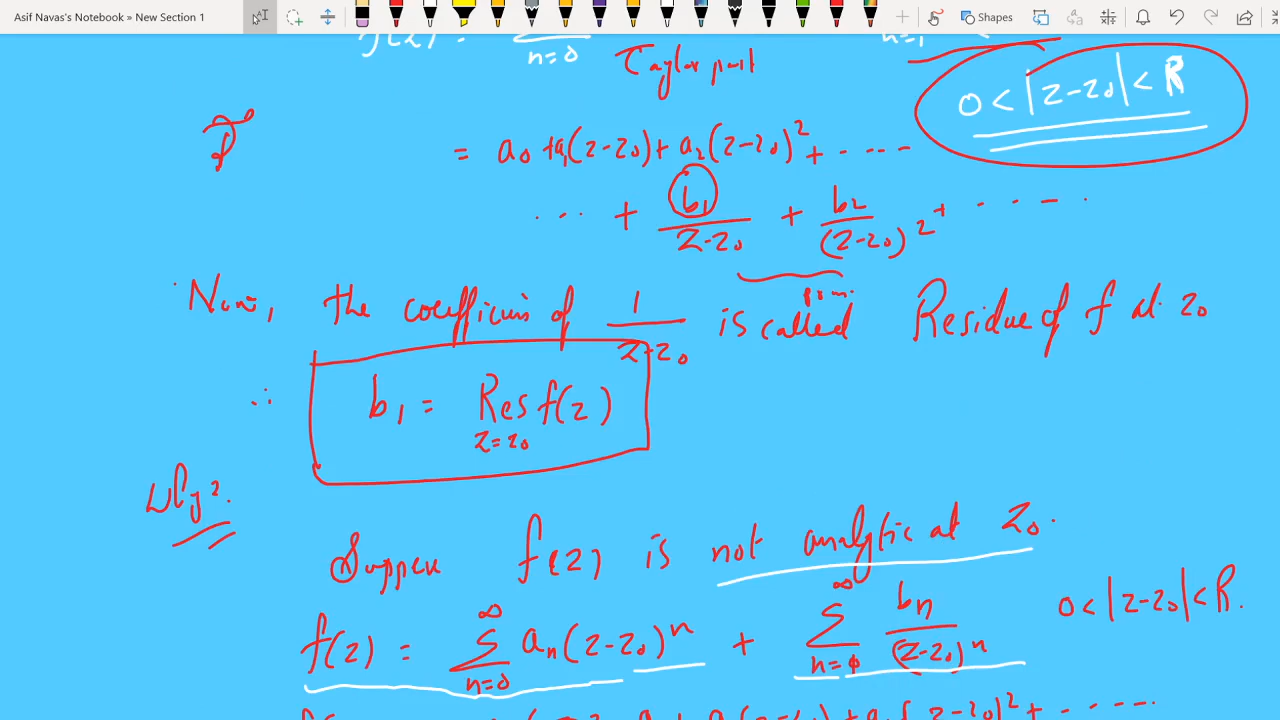 Asif Navas's Notebook » New Section 1
Shapes
f(z) = Σ n=0 n=1
Taylor part
0 < |z-z₀| < R
= a₀ + a₁(z-z₀) + a₂(z-z₀)² + ....
... + b₁/(z-z₀) + b₂/(z-z₀)² + ....
Now, the coefficients of 1/(z-z₀) is called Residue of f at z₀
∴ b₁ = Res f(z)
z=z₀
Why?
Suppose f(z) is not analytic at z₀.
f(z) = Σ_{n=0}^∞ aₙ(z-z₀)ⁿ + Σ^∞ bₙ/(z-z₀)ⁿ 0<|z-z₀|<R.